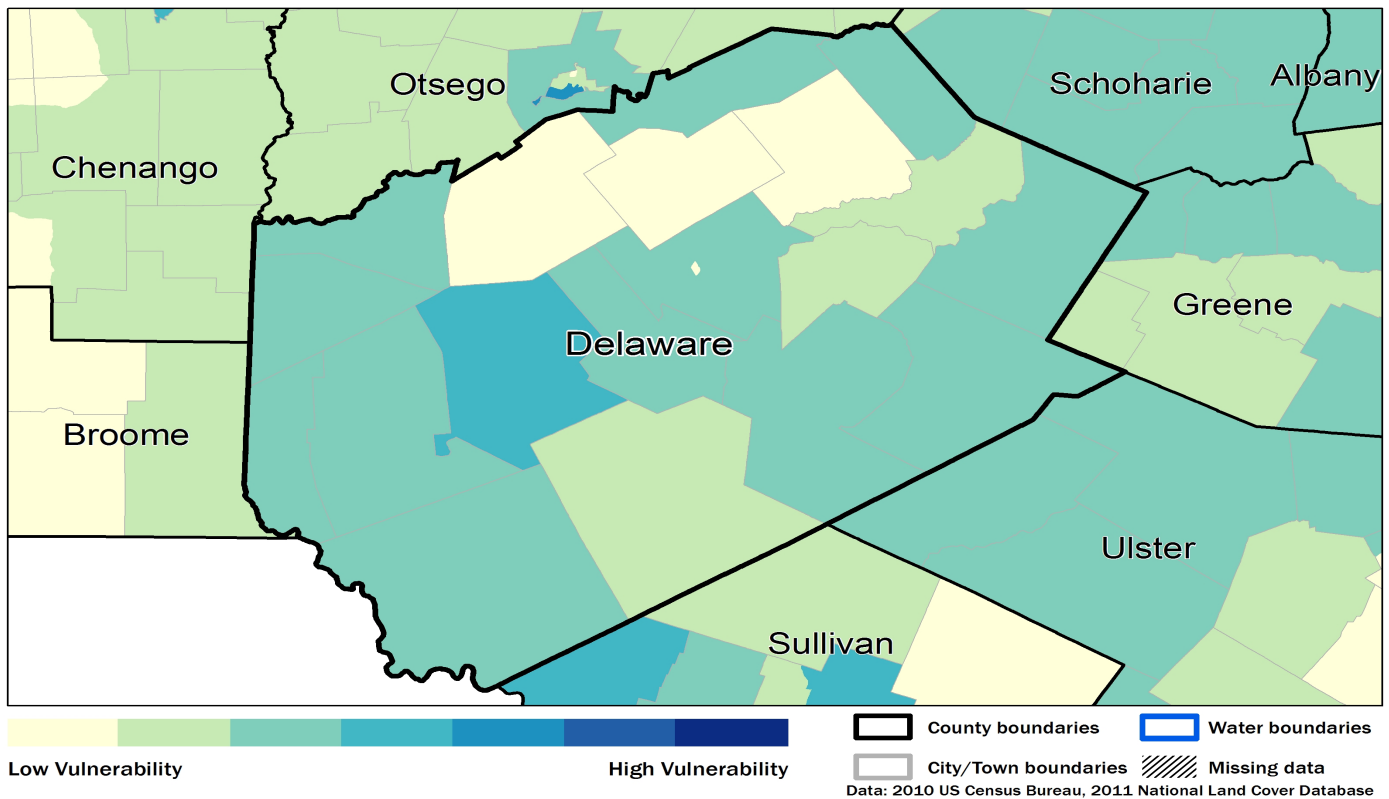 Otsego
Schoharie
Albany
Chenango
Greene
Delaware
Broome
Ulster
Sullivan
Low Vulnerability
High Vulnerability
County boundaries
Water boundaries
City/Town boundaries
Missing data
Data: 2010 US Census Bureau, 2011 National Land Cover Database